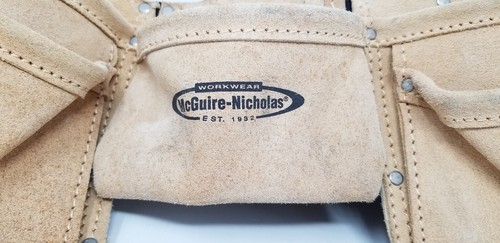 WORKWEAR
McGuire-Nicholas®
EST. 1932